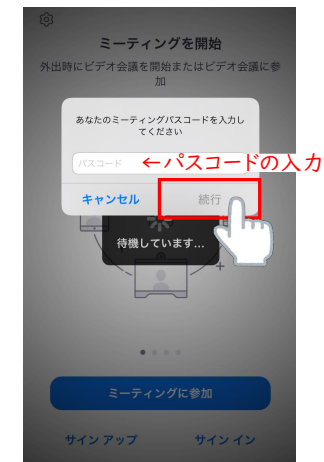 ミーティングを開始
外出時にビデオ会議を開始またはビデオ会議に参
加
あなたのミーティングパスコードを入力し
てください
パスコード
←パスコードの入力
キャンセル
続行
待機しています...
ミーティングに参加
サイン アップ
サイン イン